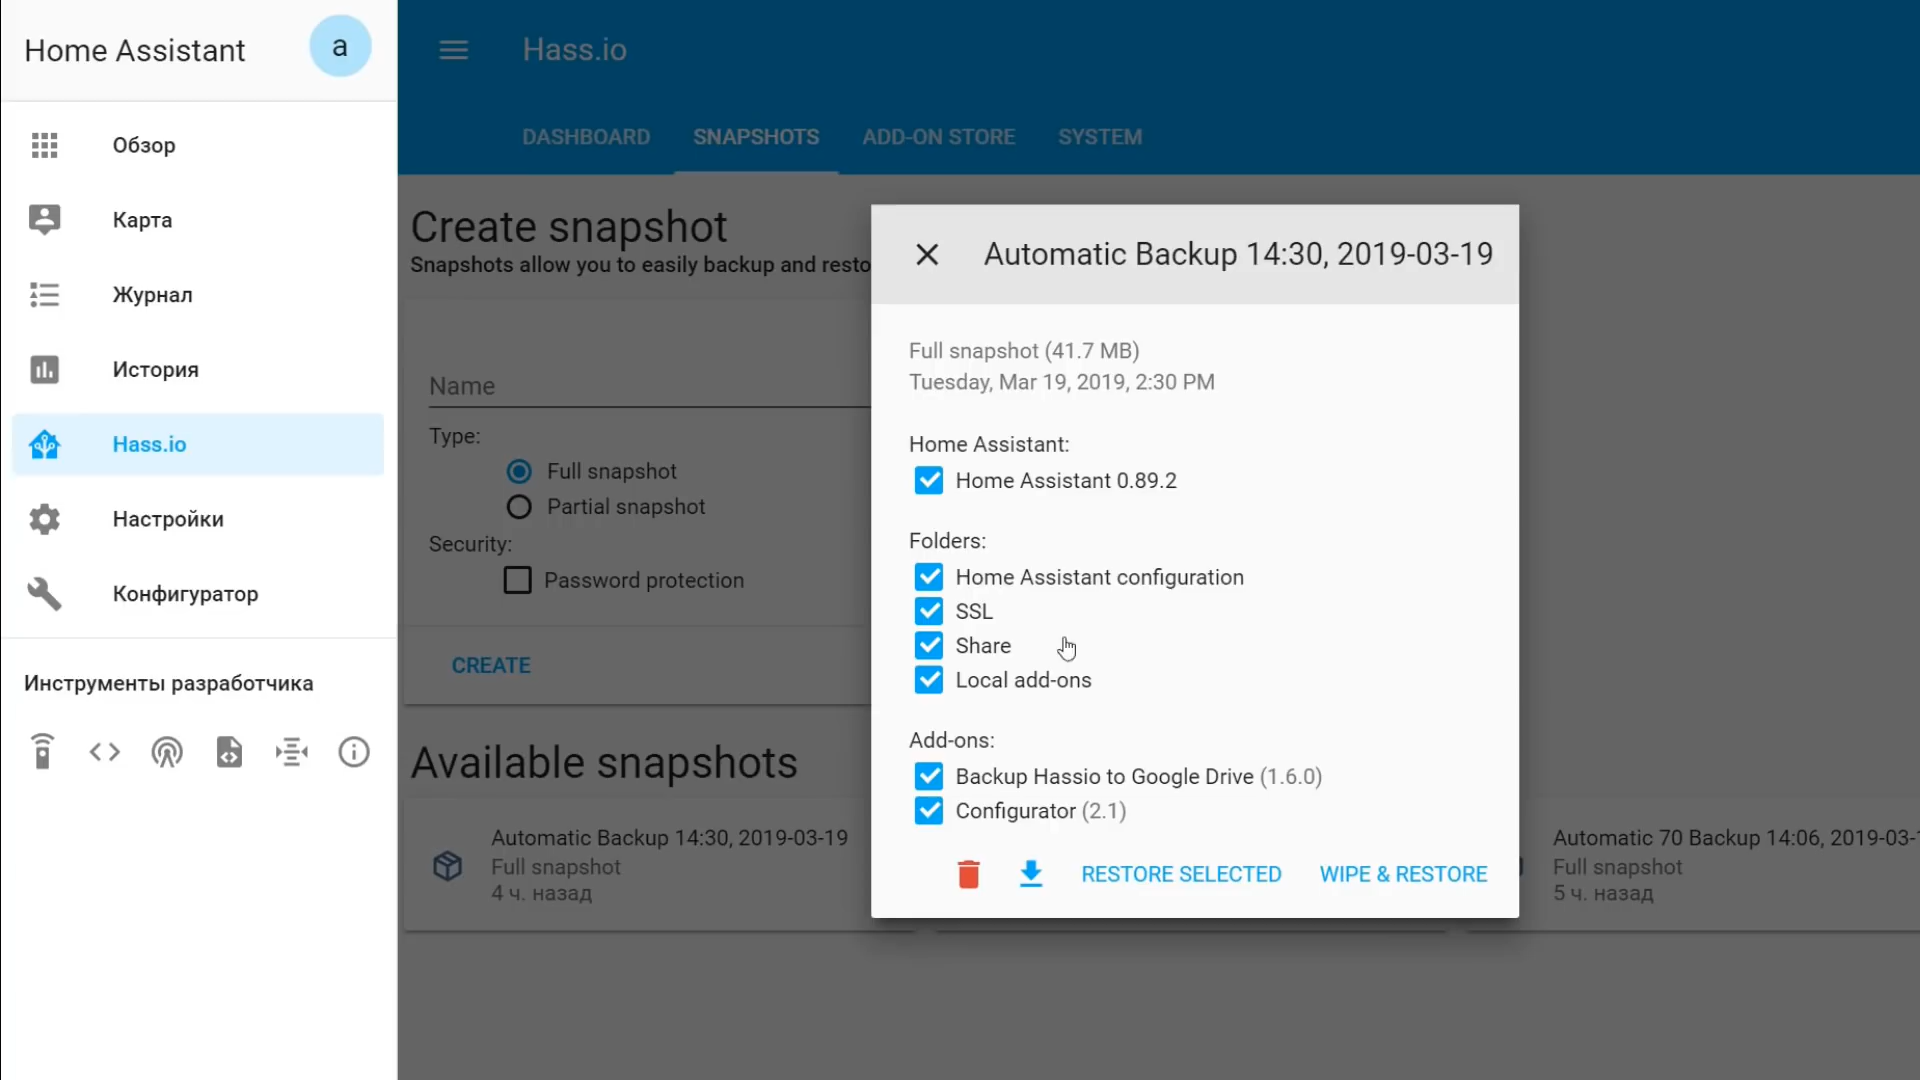 Home Assistant
a
Обзор
Карта
Журнал
История
Hass.io
Настройки
Конфигуратор
Инструменты разработчика
Hass.io
DASHBOARD
SNAPSHOTS
ADD-ON STORE
SYSTEM
Create snapshot
Snapshots allow you to easily backup and resto
Name
Type:
Full snapshot
Partial snapshot
Security:
Password protection
CREATE
Available snapshots
Automatic Backup 14:30, 2019-03-19
Full snapshot
4 ч. назад
Automatic Backup 14:30, 2019-03-19
Full snapshot (41.7 MB)
Tuesday, Mar 19, 2019, 2:30 PM
Home Assistant:
Home Assistant 0.89.2
Folders:
Home Assistant configuration
SSL
Share
Local add-ons
Add-ons:
Backup Hassio to Google Drive (1.6.0)
Configurator (2.1)
RESTORE SELECTED
WIPE & RESTORE
Automatic 70 Backup 14:06, 2019-03-
Full snapshot
5 ч. назад